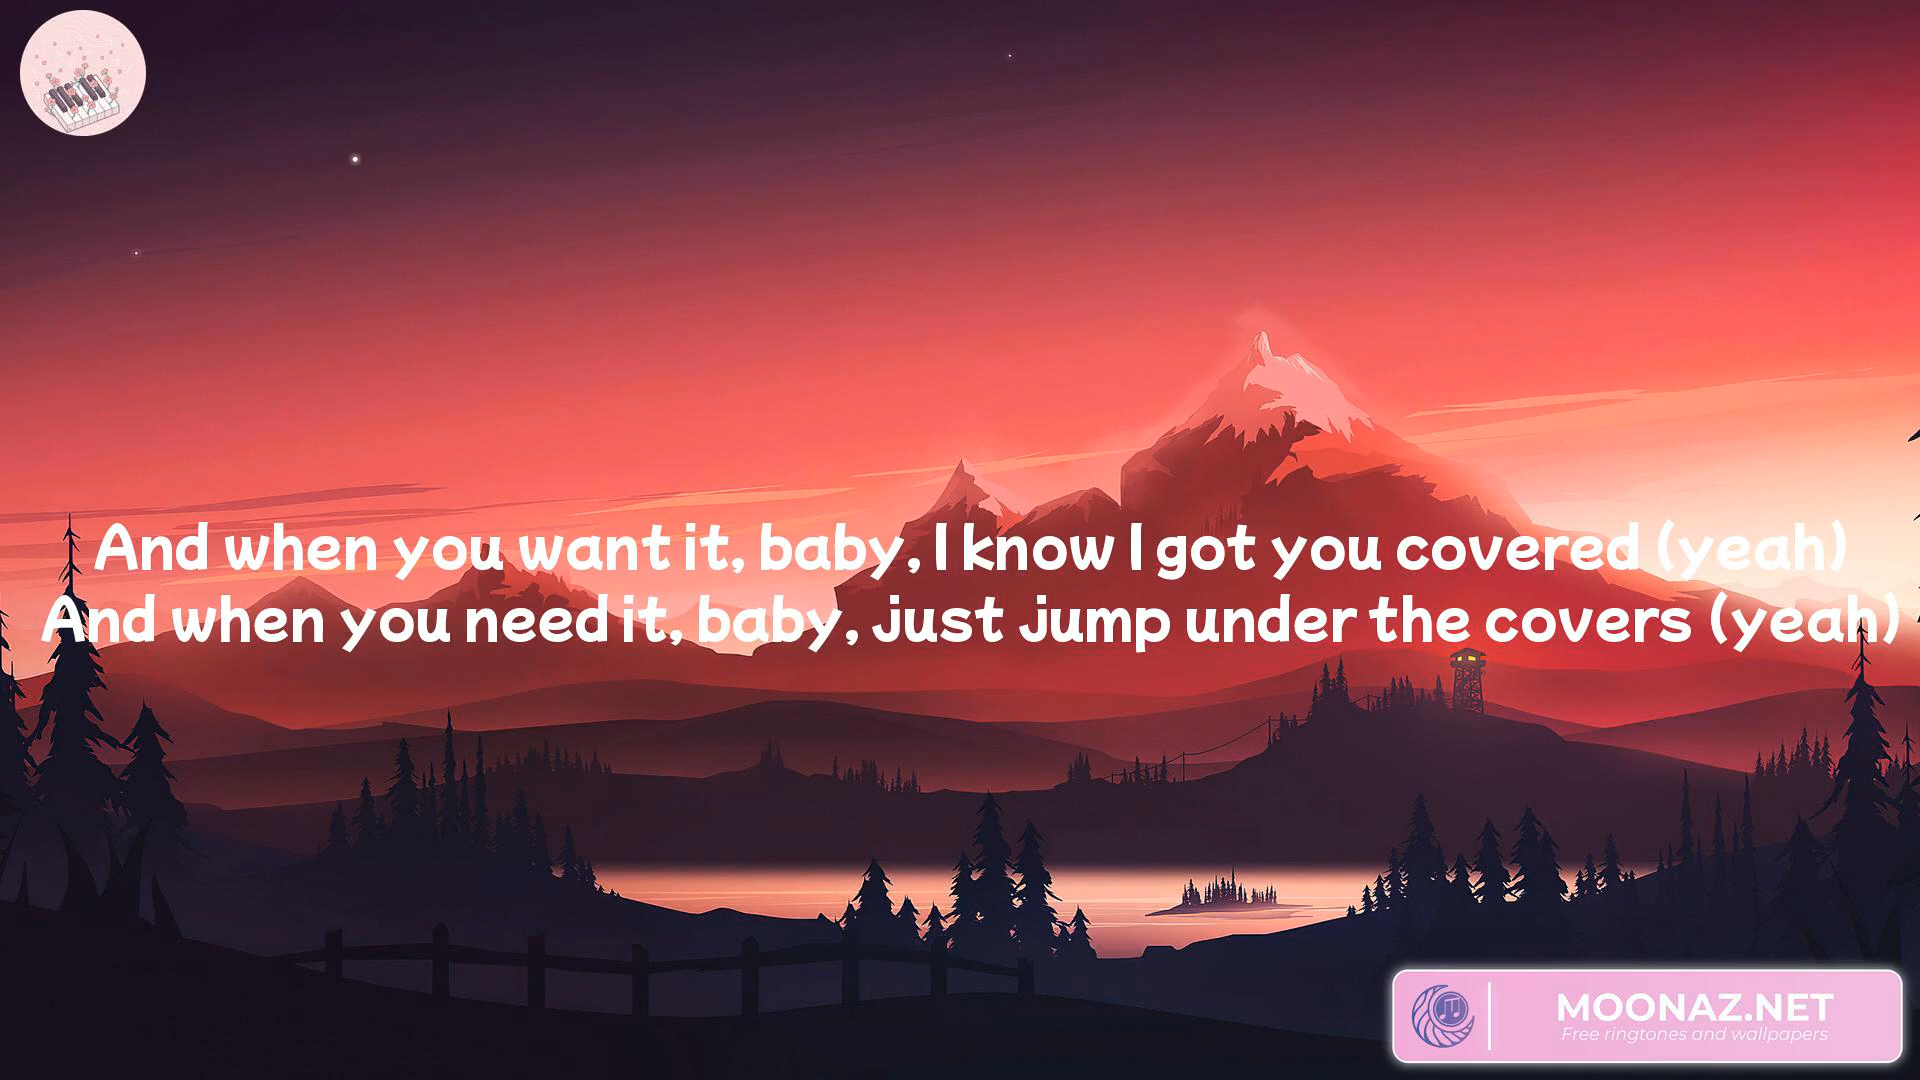 And when you want it, baby, I know I got you covered (yeah)
And when you need it, baby, just jump under the covers (yeah)
MOONAZ.NET
Free ringtones and wallpapers